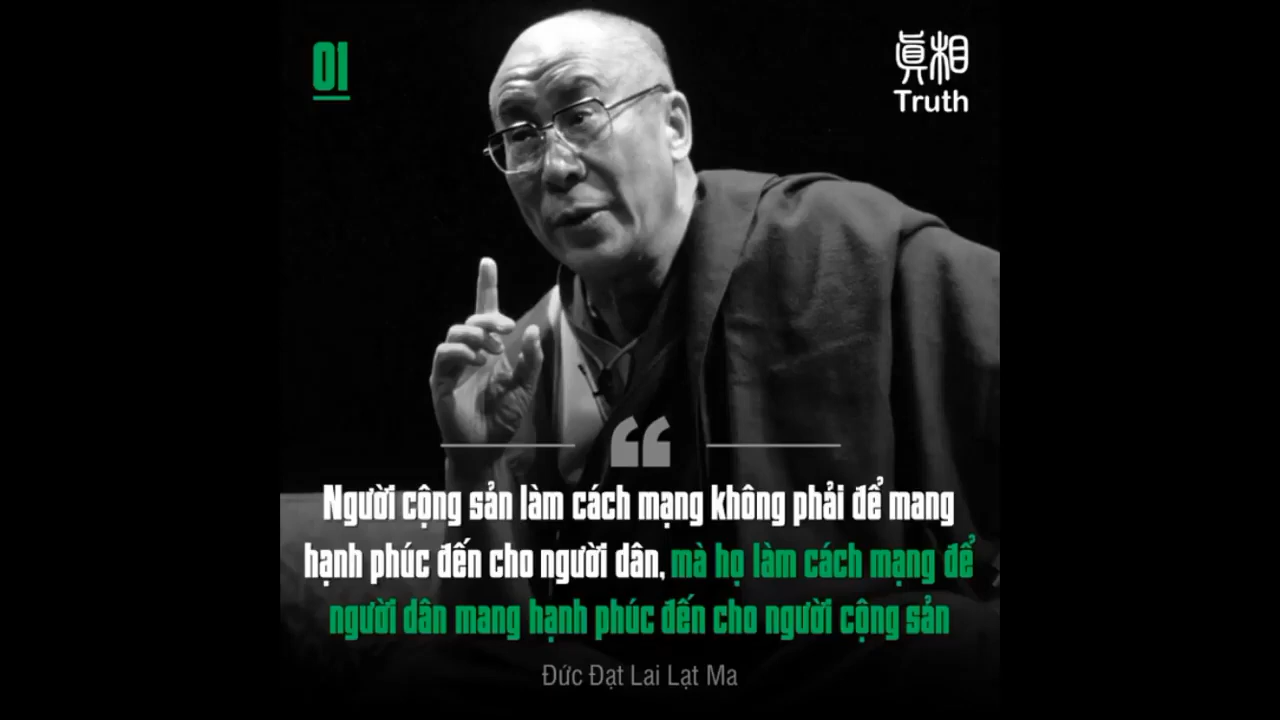 01
眞相
Truth
Người cộng sản làm cách mạng không phải để mang
hạnh phúc đến cho người dân, mà họ làm cách mạng để
người dân mang hạnh phúc đến cho người cộng sản
Đức Đạt Lai Lạt Ma